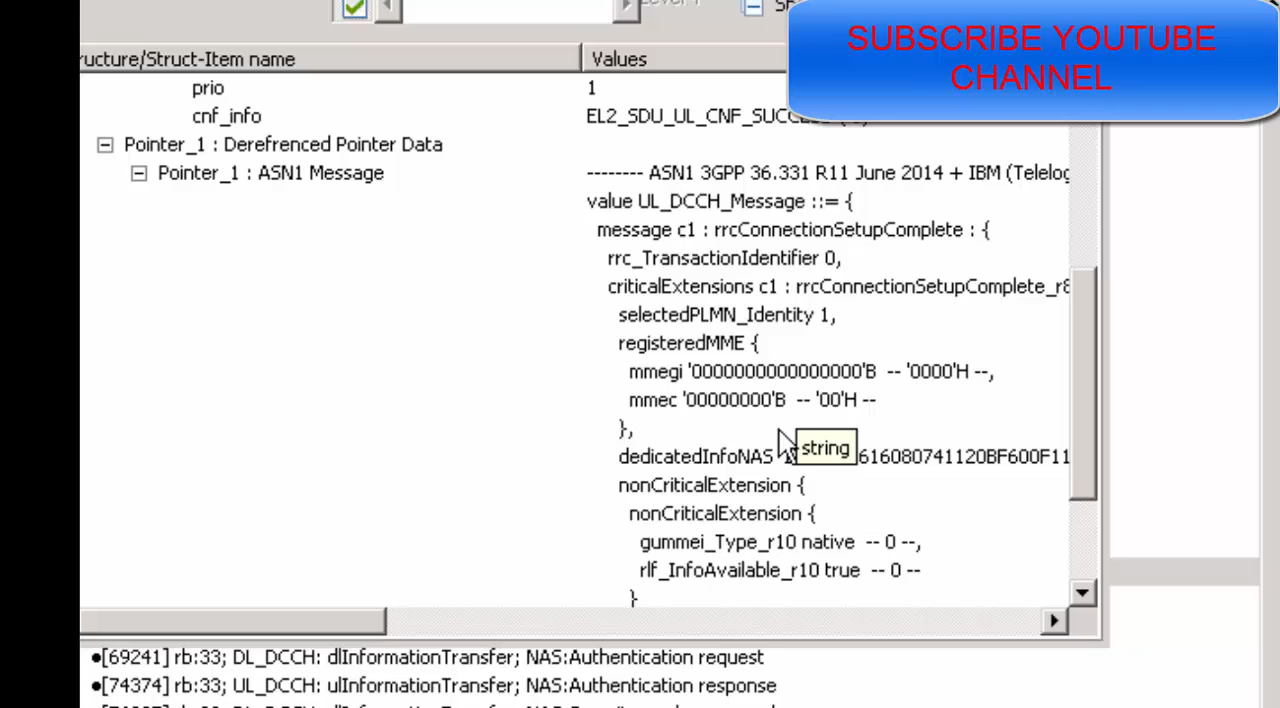 SUBSCRIBE YOUTUBE
CHANNEL
ructure/Struct-Item name Values
prio 1
cnf_info EL2_SDU_UL_CNF_SUCC
Pointer_1 : Derefrenced Pointer Data
Pointer_1 : ASN1 Message -------- ASN1 3GPP 36.331 R11 June 2014 + IBM (Telelog
value UL_DCCH_Message ::= {
message c1 : rrcConnectionSetupComplete : {
rrc_TransactionIdentifier 0,
criticalExtensions c1 : rrcConnectionSetupComplete_r8
selectedPLMN_Identity 1,
registeredMME {
mmegi '0000000000000000'B -- '0000'H --,
mmec '00000000'B -- '00'H --
},
string
dedicatedInfoNAS 616080741120BF600F11
nonCriticalExtension {
nonCriticalExtension {
gummei_Type_r10 native -- 0 --,
rlf_InfoAvailable_r10 true -- 0 --
}
•[69241] rb:33; DL_DCCH: dlInformationTransfer; NAS:Authentication request
•[74374] rb:33; UL_DCCH: ulInformationTransfer; NAS:Authentication response